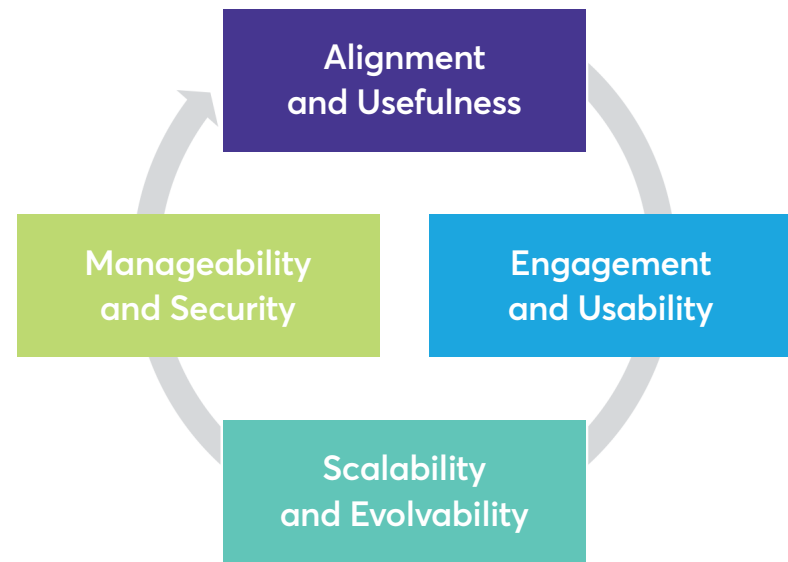 Alignment
and Usefulness
Engagement
and Usability
Scalability
and Evolvability
Manageability
and Security